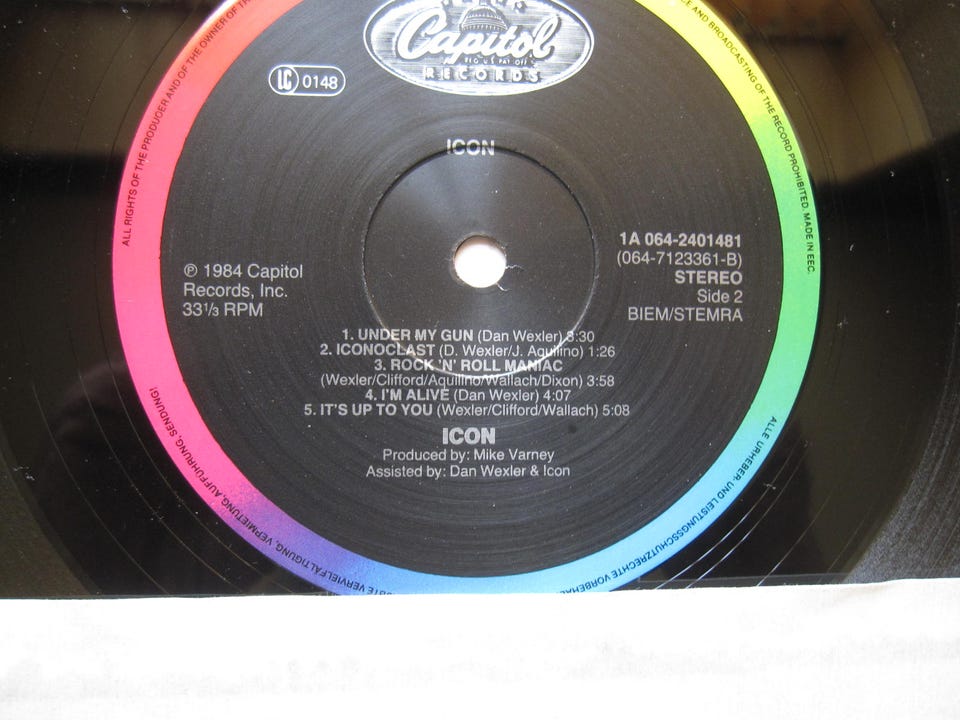 Capitol
REG. U.S. PAT. OFF.
RECORDS
LC 0148
ICON
℗ 1984 Capitol
Records, Inc.
33⅓ RPM
1A 064-2401481
(064-7123361-B)
STEREO
Side 2
BIEM/STEMRA
1. UNDER MY GUN (Dan Wexler) 3:30
2. ICONOCLAST (D. Wexler/J. Aquilino) 1:26
3. ROCK 'N' ROLL MANIAC
(Wexler/Clifford/Aquilino/Wallach/Dixon) 3:58
4. I'M ALIVE (Dan Wexler) 4:07
5. IT'S UP TO YOU (Wexler/Clifford/Wallach) 5:08
ICON
Produced by: Mike Varney
Assisted by: Dan Wexler & Icon
ALL RIGHTS OF THE PRODUCER AND OF THE OWNER OF
AND BROADCASTING OF THE RECORD PROHIBITED. MADE IN EEC.
ALLE URHEBER- UND LEISTUNGSSCHUTZRECHTE
VERVIELFÄLTIGUNG, VERMIETUNG, AUFFÜHRUNG, SENDUNG!